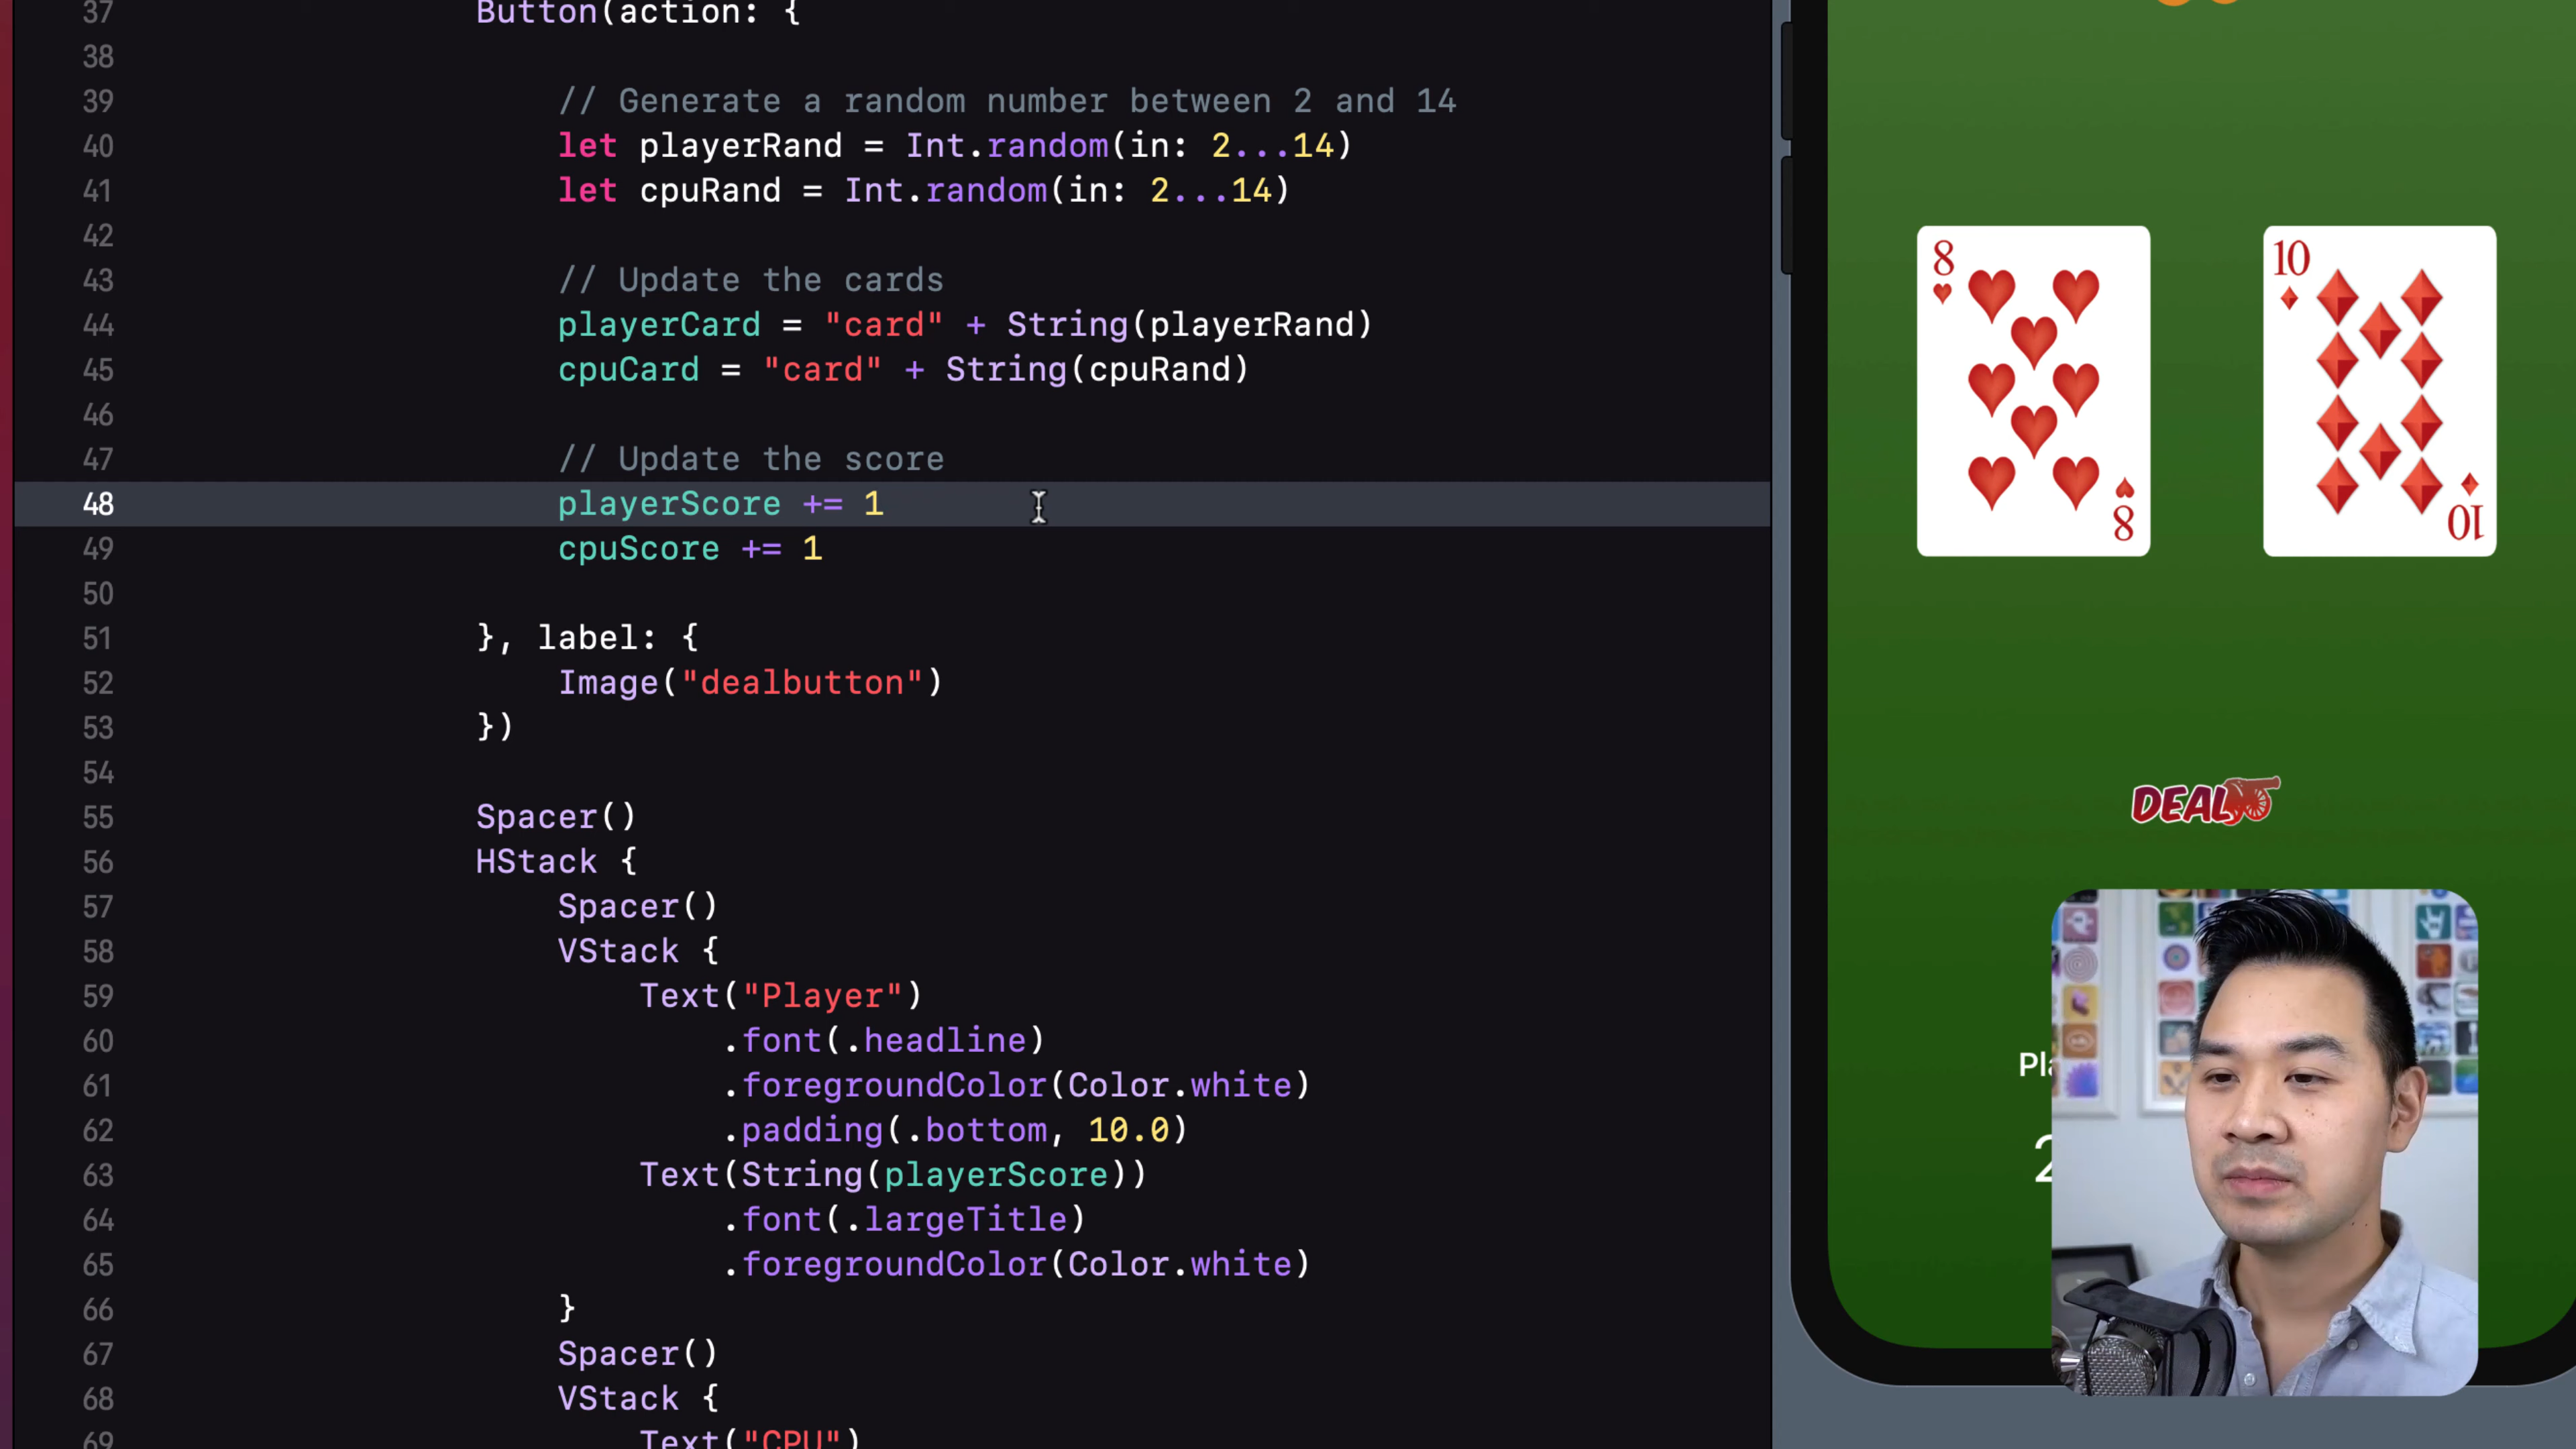 37 Button(action: {
38
39 // Generate a random number between 2 and 14
40 let playerRand = Int.random(in: 2...14)
41 let cpuRand = Int.random(in: 2...14)
42
43 // Update the cards
44 playerCard = "card" + String(playerRand)
45 cpuCard = "card" + String(cpuRand)
46
47 // Update the score
48 playerScore += 1
49 cpuScore += 1
50
51 }, label: {
52 Image("dealbutton")
53 })
54
55 Spacer()
56 HStack {
57 Spacer()
58 VStack {
59 Text("Player")
60 .font(.headline)
61 .foregroundColor(Color.white)
62 .padding(.bottom, 10.0)
63 Text(String(playerScore))
64 .font(.largeTitle)
65 .foregroundColor(Color.white)
66 }
67 Spacer()
68 VStack {
69 Text("CPU")
8
8
10
10
DEAL
Pla
2